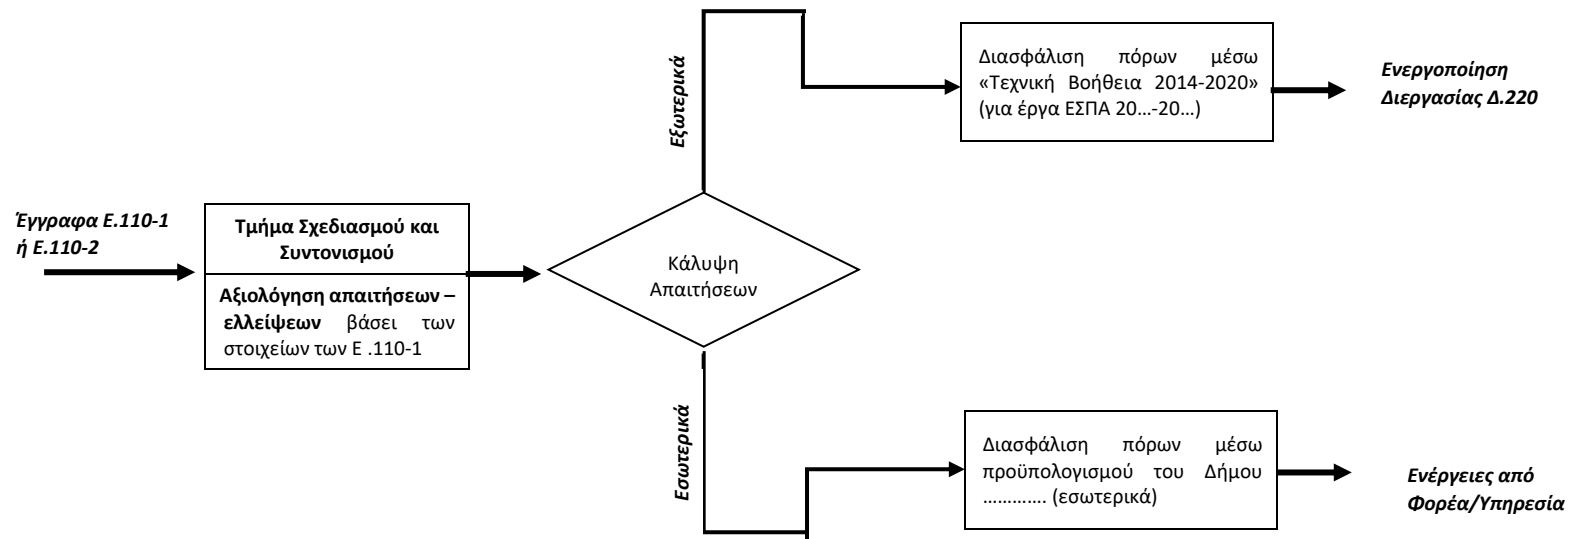 Έγγραφα Ε.110-1
ή Ε.110-2
Τμήμα Σχεδιασμού και
Συντονισμού
Αξιολόγηση απαιτήσεων –
ελλείψεων βάσει των
στοιχείων των Ε .110-1
Κάλυψη
Απαιτήσεων
Εξωτερικά
Διασφάλιση πόρων μέσω
«Τεχνική Βοήθεια 2014-2020»
(για έργα ΕΣΠΑ 20...-20...)
Ενεργοποίηση
Διεργασίας Δ.220
Εσωτερικά
Διασφάλιση πόρων μέσω
προϋπολογισμού του Δήμου
…………. (εσωτερικά)
Ενέργειες από
Φορέα/Υπηρεσία